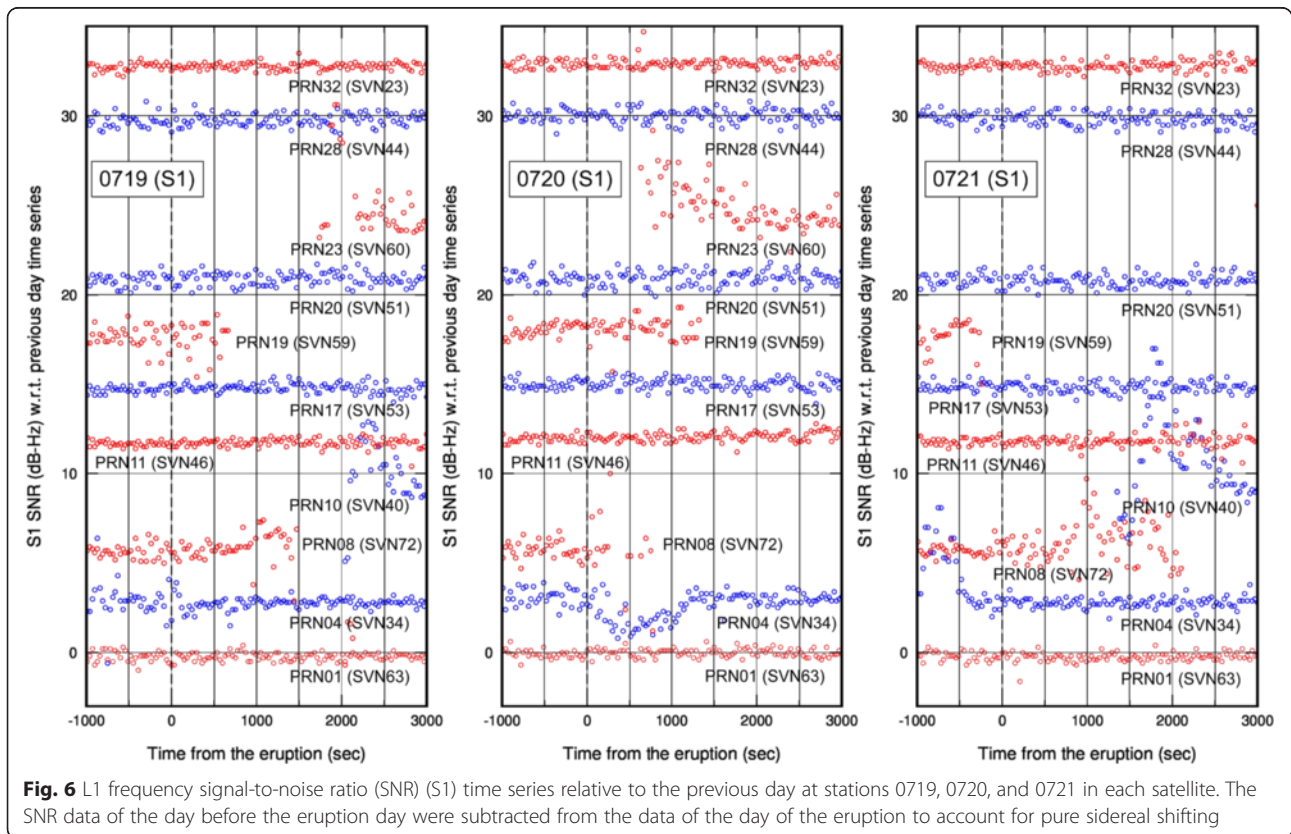 S1 SNR (dB-Hz) w.r.t. previous day time series
30
20
10
0
0719 (S1)
PRN32 (SVN23)
PRN28 (SVN44)
PRN23 (SVN60)
PRN20 (SVN51)
PRN19 (SVN59)
PRN17 (SVN53)
PRN11 (SVN46)
PRN10 (SVN40)
PRN08 (SVN72)
PRN04 (SVN34)
PRN01 (SVN63)
-1000 0 1000 2000 3000
Time from the eruption (sec)
S1 SNR (dB-Hz) w.r.t. previous day time series
0720 (S1)
PRN32 (SVN23)
PRN28 (SVN44)
PRN23 (SVN60)
PRN20 (SVN51)
PRN19 (SVN59)
PRN17 (SVN53)
PRN11 (SVN46)
PRN08 (SVN72)
PRN04 (SVN34)
PRN01 (SVN63)
-1000 0 1000 2000 3000
Time from the eruption (sec)
S1 SNR (dB-Hz) w.r.t. previous day time series
0721 (S1)
PRN32 (SVN23)
PRN28 (SVN44)
PRN20 (SVN51)
PRN19 (SVN59)
PRN17 (SVN53)
PRN11 (SVN46)
PRN10 (SVN40)
PRN08 (SVN72)
PRN04 (SVN34)
PRN01 (SVN63)
-1000 0 1000 2000 3000
Time from the eruption (sec)
Fig. 6 L1 frequency signal-to-noise ratio (SNR) (S1) time series relative to the previous day at stations 0719, 0720, and 0721 in each satellite. The
SNR data of the day before the eruption day were subtracted from the data of the day of the eruption to account for pure sidereal shifting